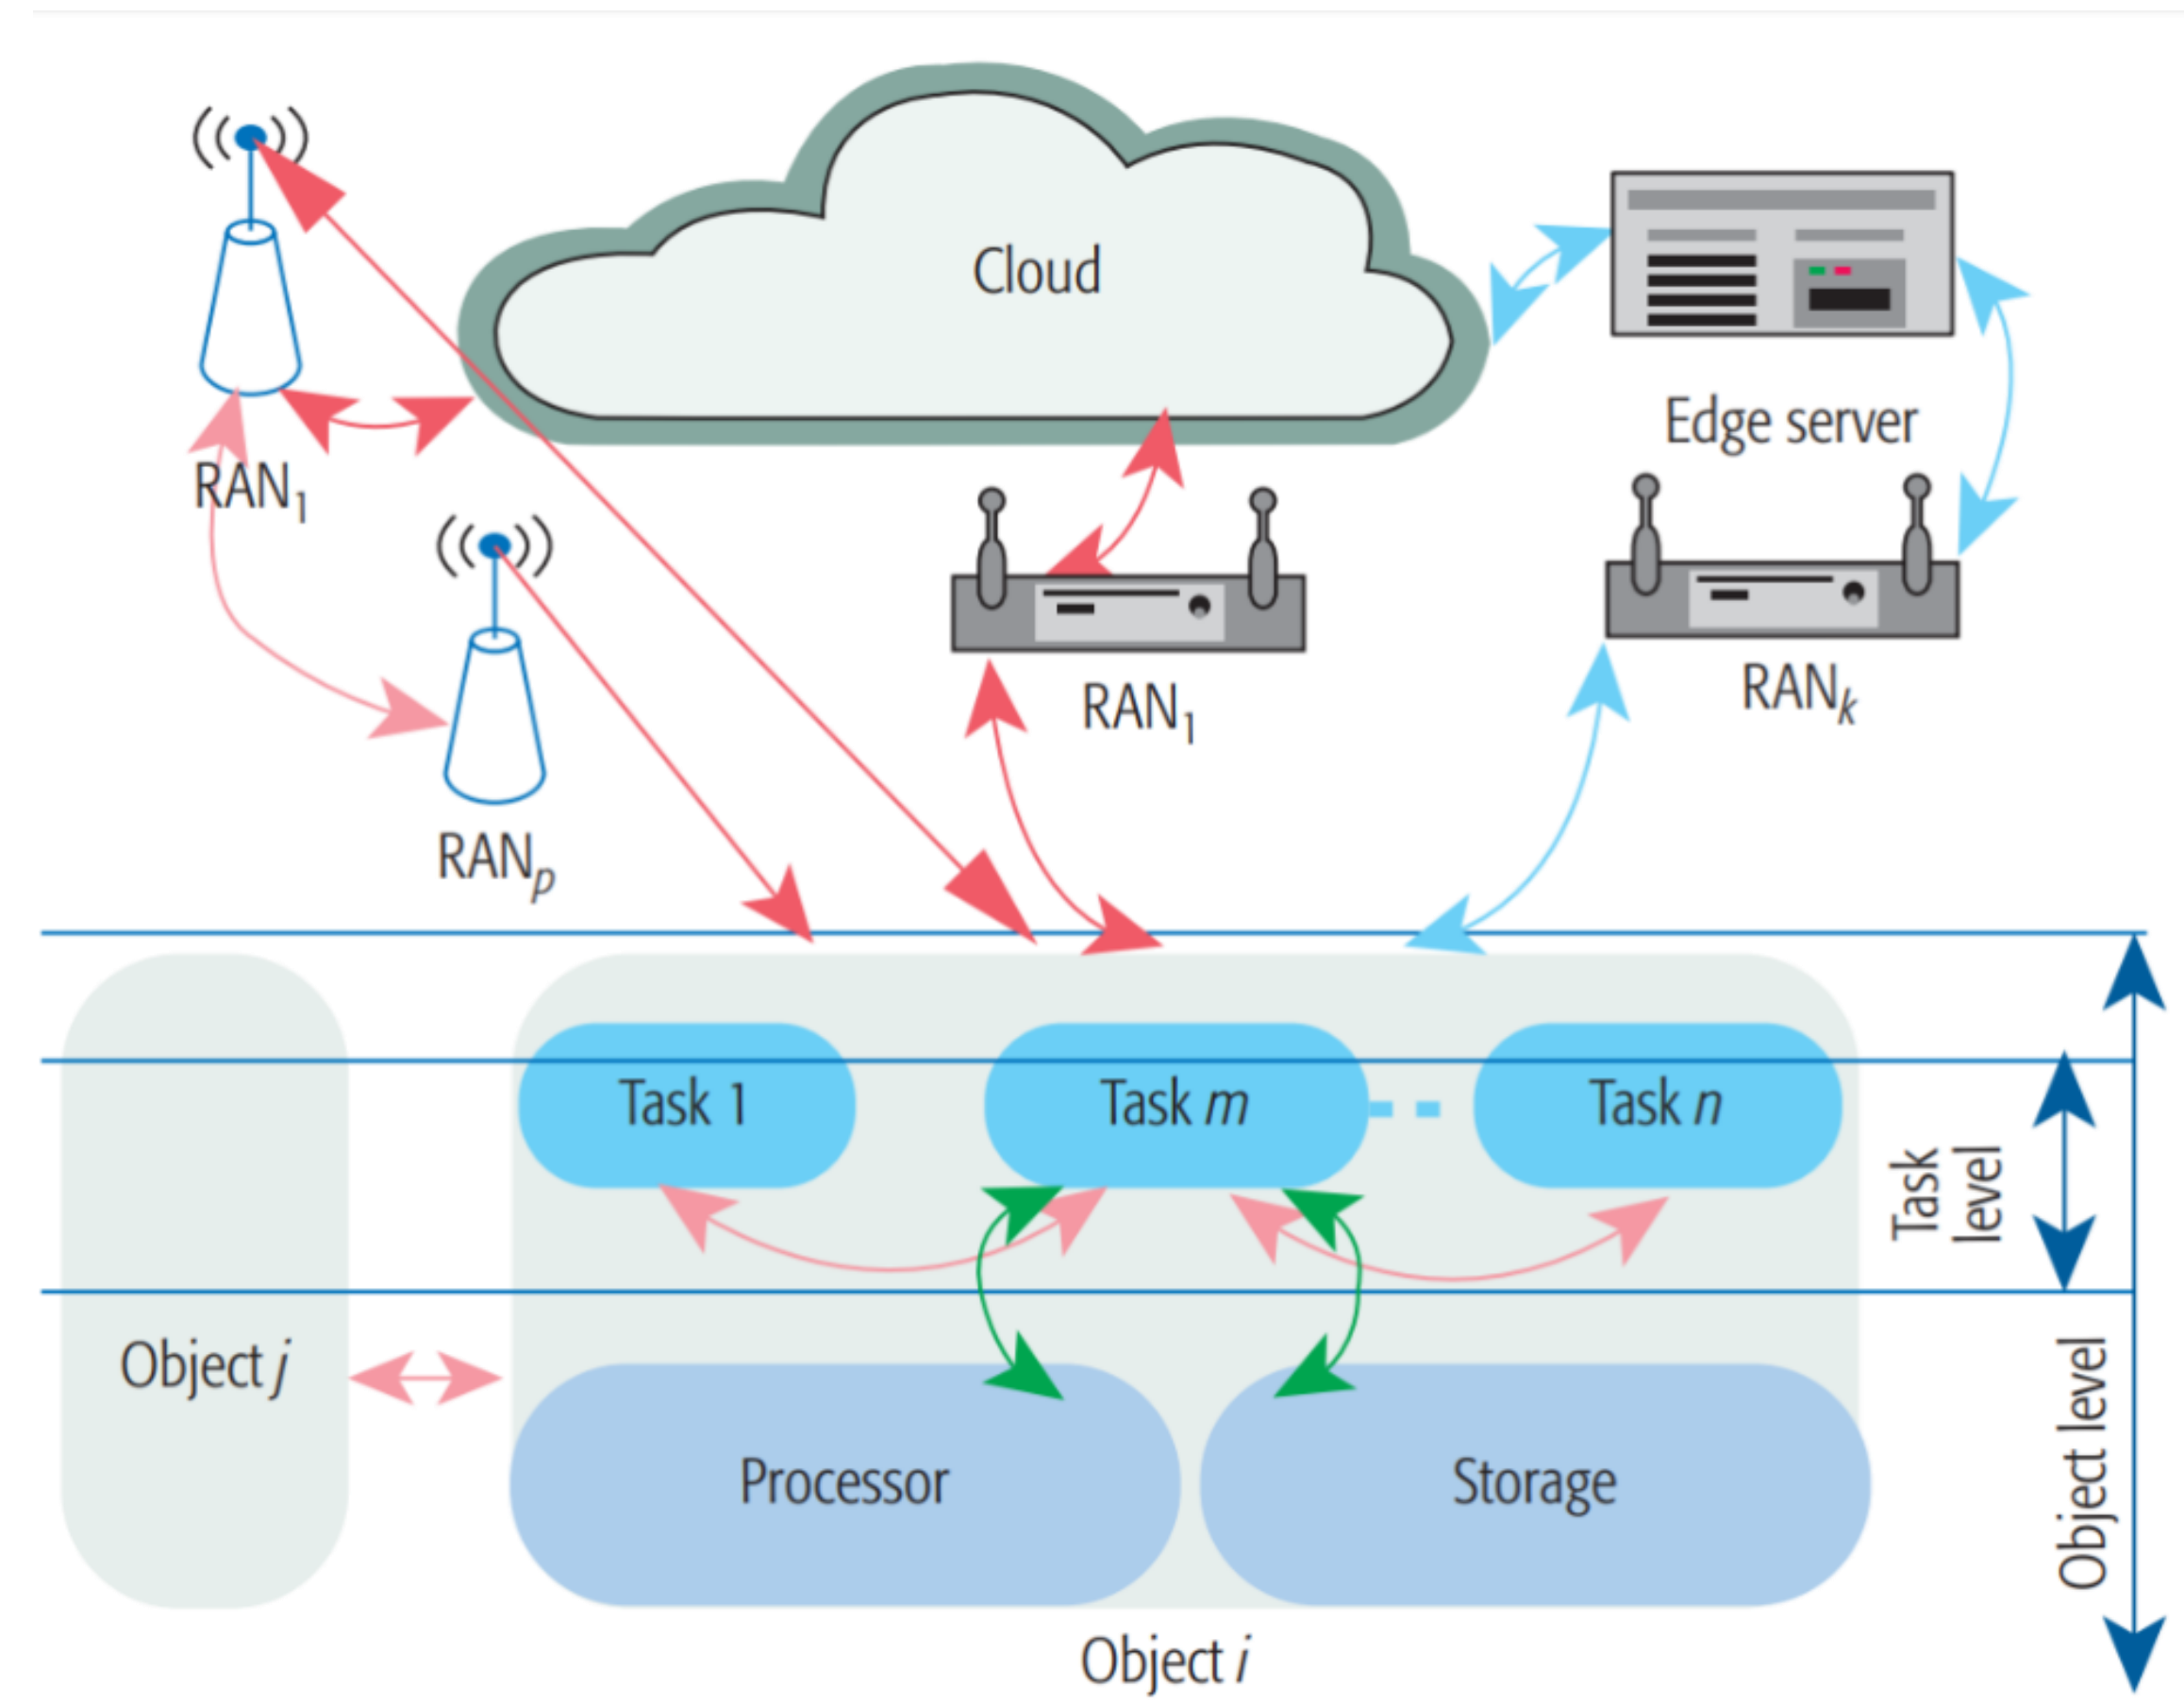 Cloud
Edge server
RAN1
RAN1
RANk
RANp
Task 1
Task m
Task n
Task
level
Object j
Object level
Processor
Storage
Object i